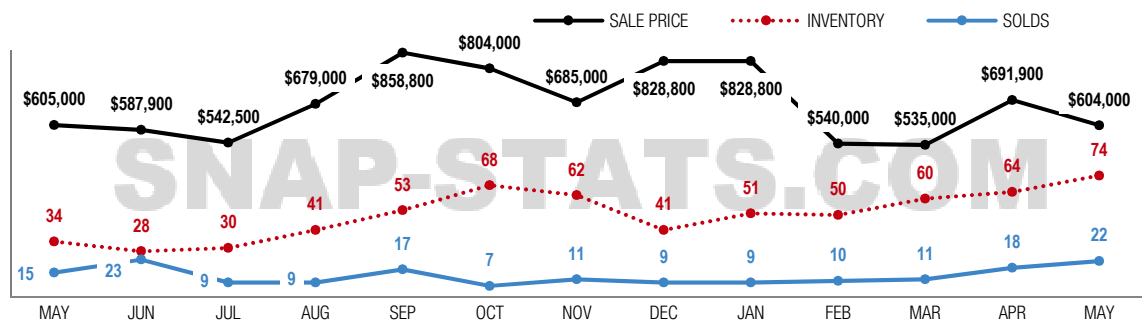 SALE PRICE INVENTORY SOLDS
$605,000 $587,900 $542,500 $679,000 $858,800 $804,000 $685,000 $828,800 $828,800 $540,000 $535,000 $691,900 $604,000
SNAP-STATS.COM
34 28 30 41 53 68 62 41 51 50 60 64 74
15 23 9 9 17 7 11 9 9 10 11 18 22
MAY JUN JUL AUG SEP OCT NOV DEC JAN FEB MAR APR MAY